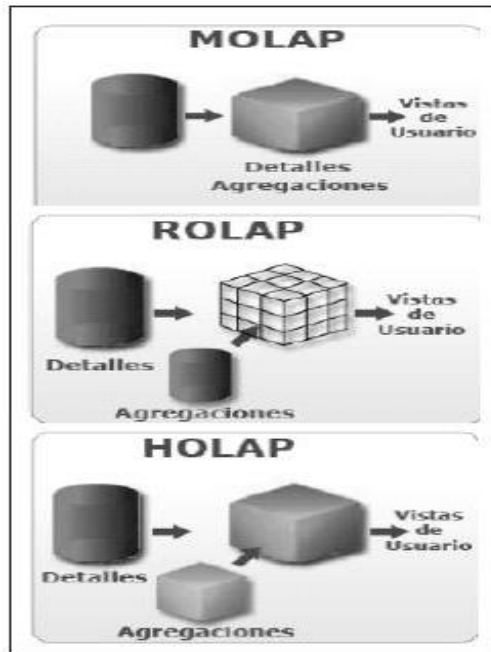 MOLAP
Vistas
de
Usuario
Detalles
Agregaciones
ROLAP
Vistas
de
Usuario
Detalles
Agregaciones
HOLAP
Vistas
de
Usuario
Detalles
Agregaciones